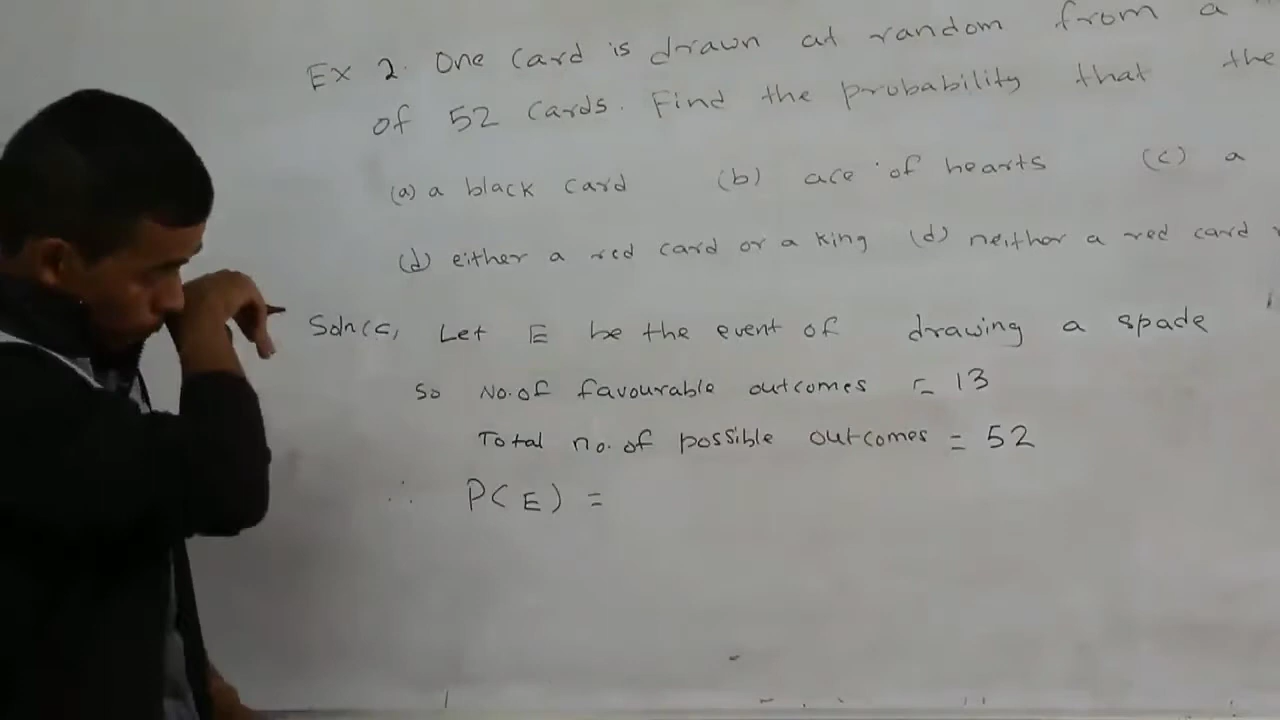 Ex 2. One card is drawn at random from a
of 52 cards. Find the probability that the
(a) a black card (b) ace of hearts (c) a
(d) either a red card or a king (d) neither a red card
Soln (c, Let E be the event of drawing a spade
So No. of favourable outcomes = 13
Total no. of possible outcomes = 52
∴ P(E) =